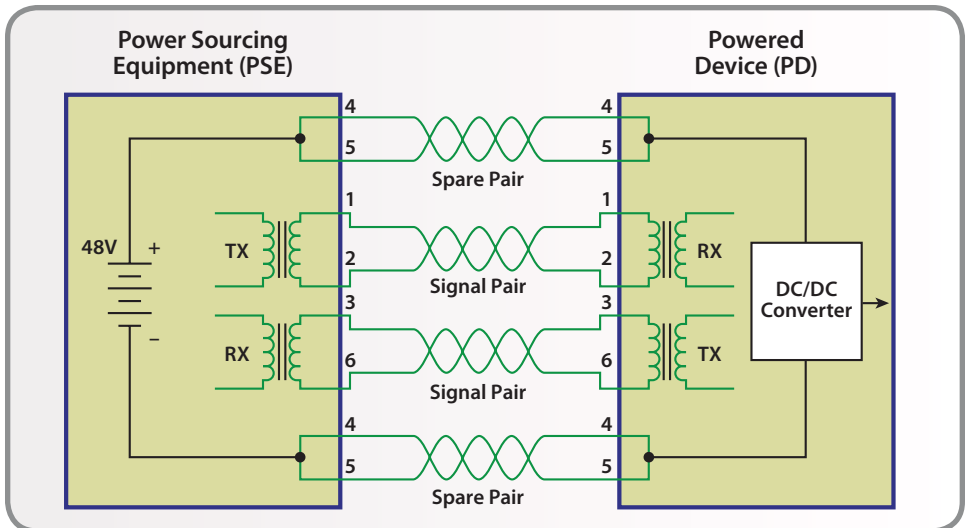 Power Sourcing
Equipment (PSE)
Powered
Device (PD)
4
4
5
5
Spare Pair
1
1
48V
+
TX
RX
2
2
Signal Pair
DC/DC
Converter
3
3
–
RX
TX
6
6
Signal Pair
4
4
5
5
Spare Pair